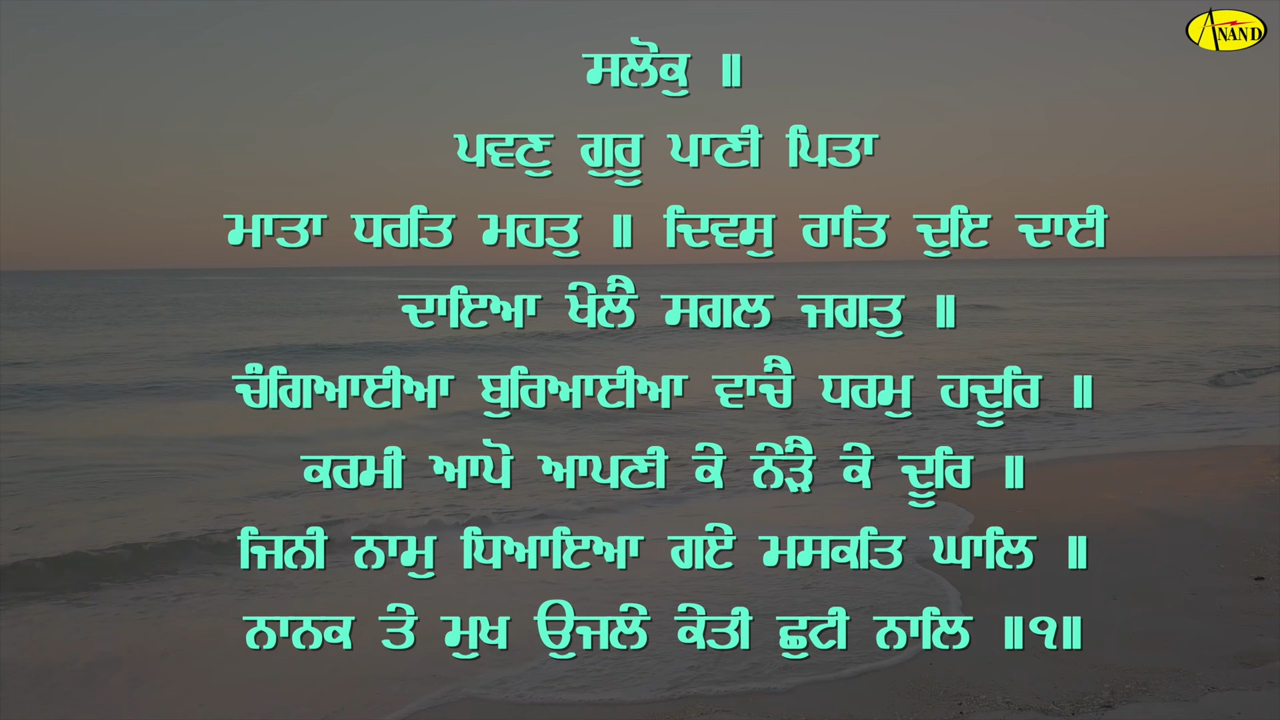 ANAND
ਸਲੋਕੁ ॥
ਪਵਣੁ ਗੁਰੂ ਪਾਣੀ ਪਿਤਾ
ਮਾਤਾ ਧਰਤਿ ਮਹਤੁ ॥ ਦਿਵਸੁ ਰਾਤਿ ਦੁਇ ਦਾਈ
ਦਾਇਆ ਖੇਲੈ ਸਗਲ ਜਗਤੁ ॥
ਚੰਗਿਆਈਆ ਬੁਰਿਆਈਆ ਵਾਚੈ ਧਰਮੁ ਹਦੂਰਿ ॥
ਕਰਮੀ ਆਪੋ ਆਪਣੀ ਕੇ ਨੇੜੈ ਕੇ ਦੂਰਿ ॥
ਜਿਨੀ ਨਾਮੁ ਧਿਆਇਆ ਗਏ ਮਸਕਤਿ ਘਾਲਿ ॥
ਨਾਨਕ ਤੇ ਮੁਖ ਉਜਲੇ ਕੇਤੀ ਛੁਟੀ ਨਾਲਿ ॥੧॥